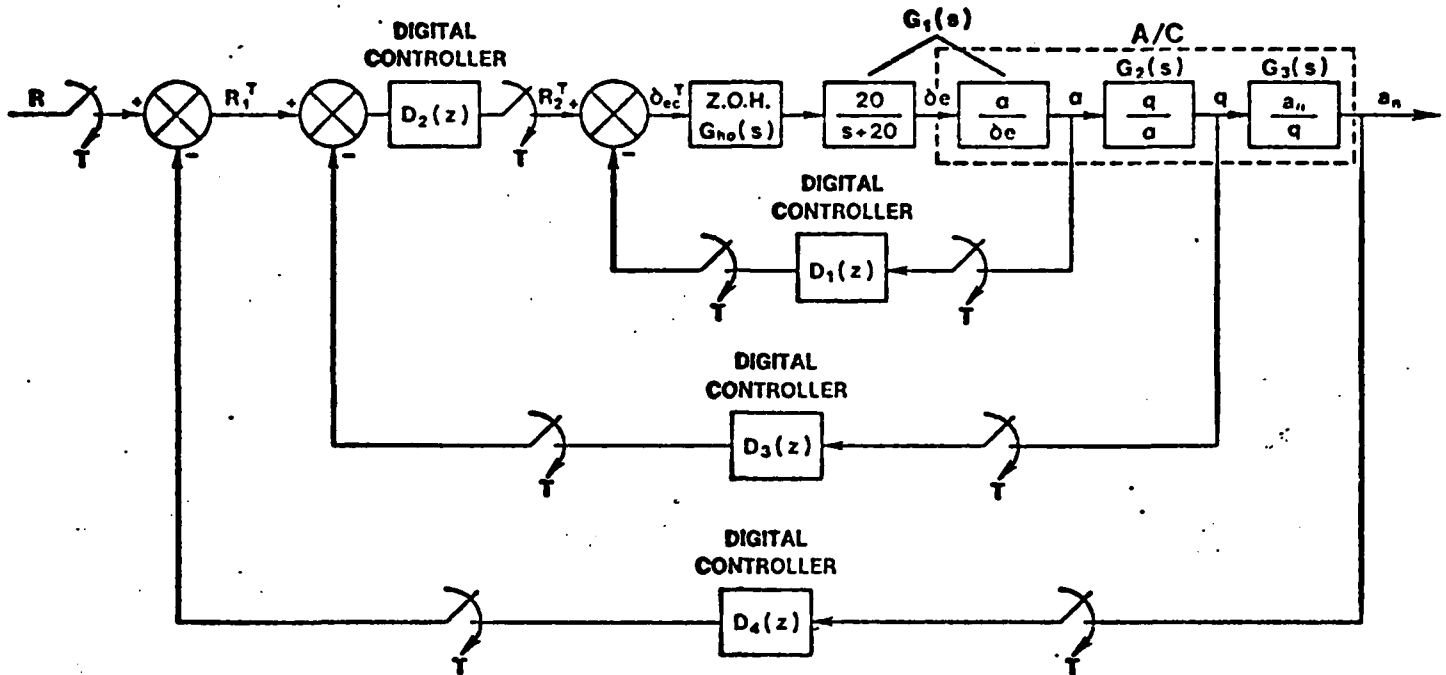 G₁(s)
DIGITAL
CONTROLLER
A/C
G₂(s) G₃(s)
R + R₁ᵀ + D₂(z) R₂ᵀ + δecᵀ Z.O.H. 20 δe α α q q aₙ aₙ
Gho(s) s+20 δe α q
T - - T -
DIGITAL
CONTROLLER
D₁(z)
T T
DIGITAL
CONTROLLER
D₃(z)
T T
DIGITAL
CONTROLLER
D₄(z)
T T